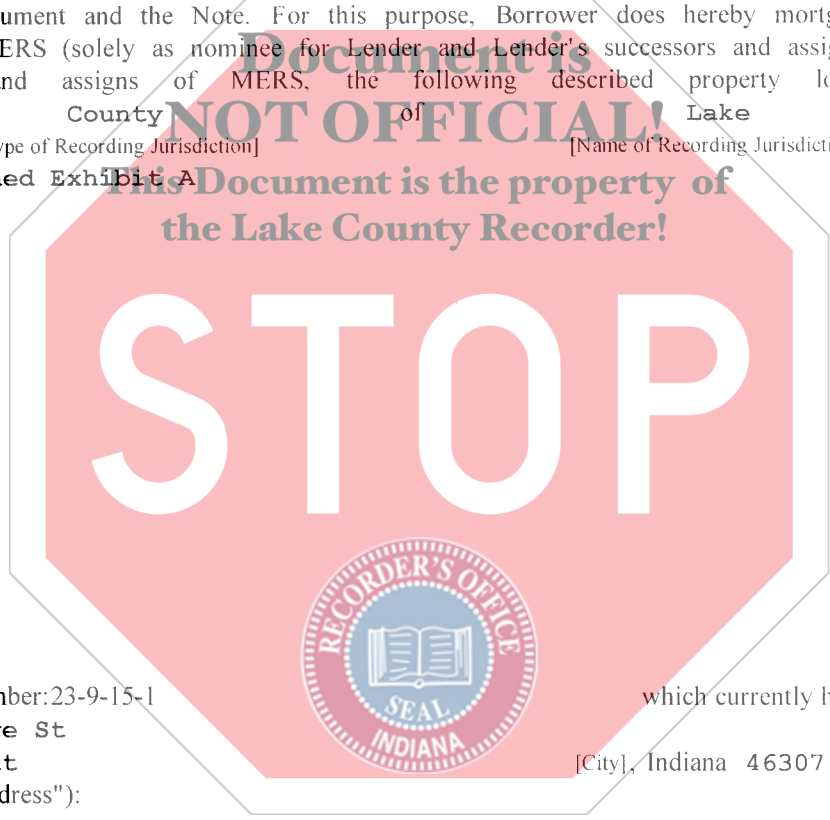 ument and the Note. For this purpose, Borrower does hereby mortg
ERS (solely as nominee for Lender and Lender's successors and assig
nd assigns of MERS, the following described property lo
County of Lake
ype of Recording Jurisdiction] [Name of Recording Jurisdicti
ed Exhibit A
Document is
NOT OFFICIAL!
This Document is the property of
the Lake County Recorder!
STOP
RECORDER'S OFFICE
SEAL
INDIANA
nber:23-9-15-1 which currently h
e St
t [City], Indiana 46307
dress"):